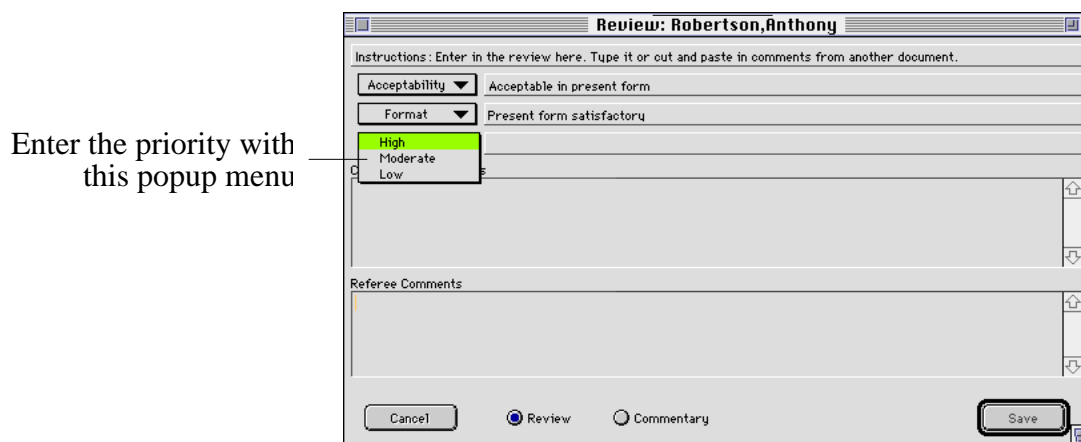 Review: Robertson,Anthony
Instructions: Enter in the review here. Type it or cut and paste in comments from another document.
Acceptability Acceptable in present form
Format Present form satisfactory
Enter the priority with
this popup menu
High
Moderate
Low
Referee Comments
Cancel Review Commentary Save